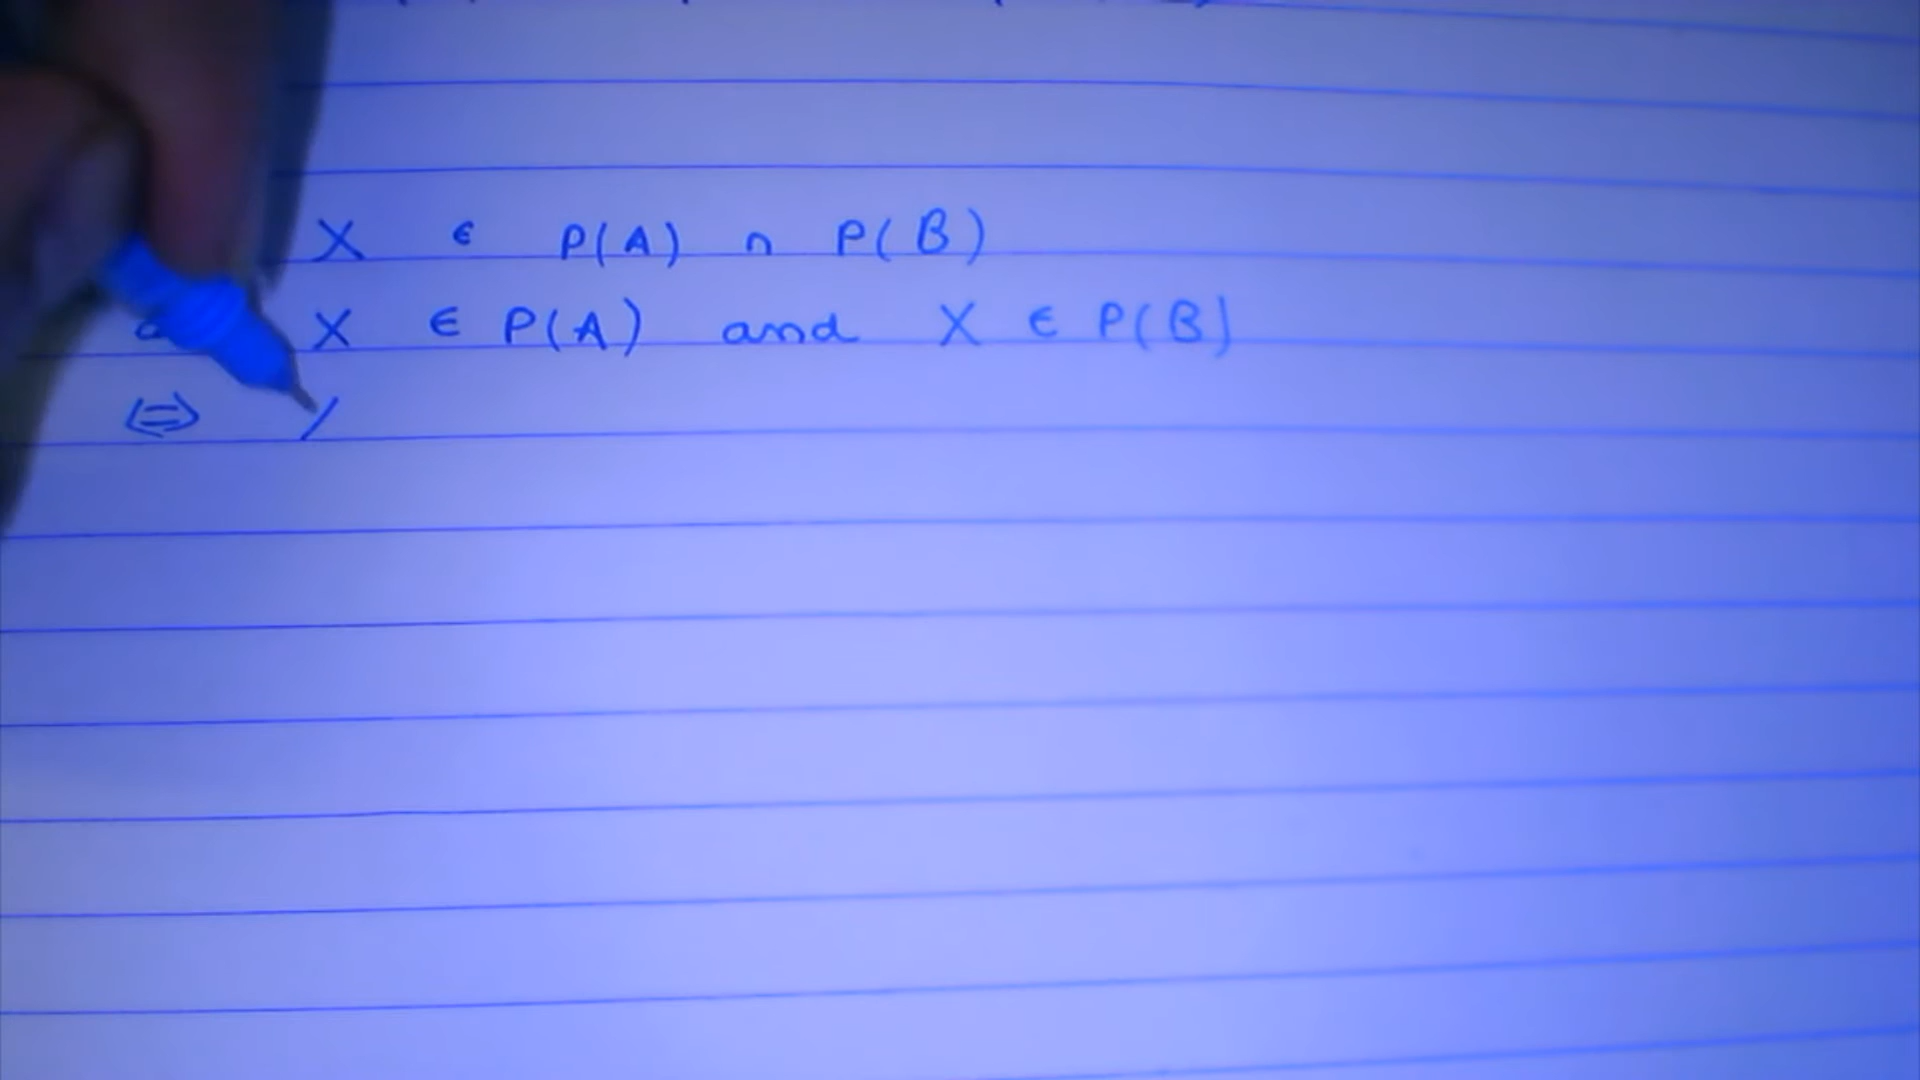 X ∈ P(A) ∩ P(B)
X ∈ P(A) and X ∈ P(B)
⇔